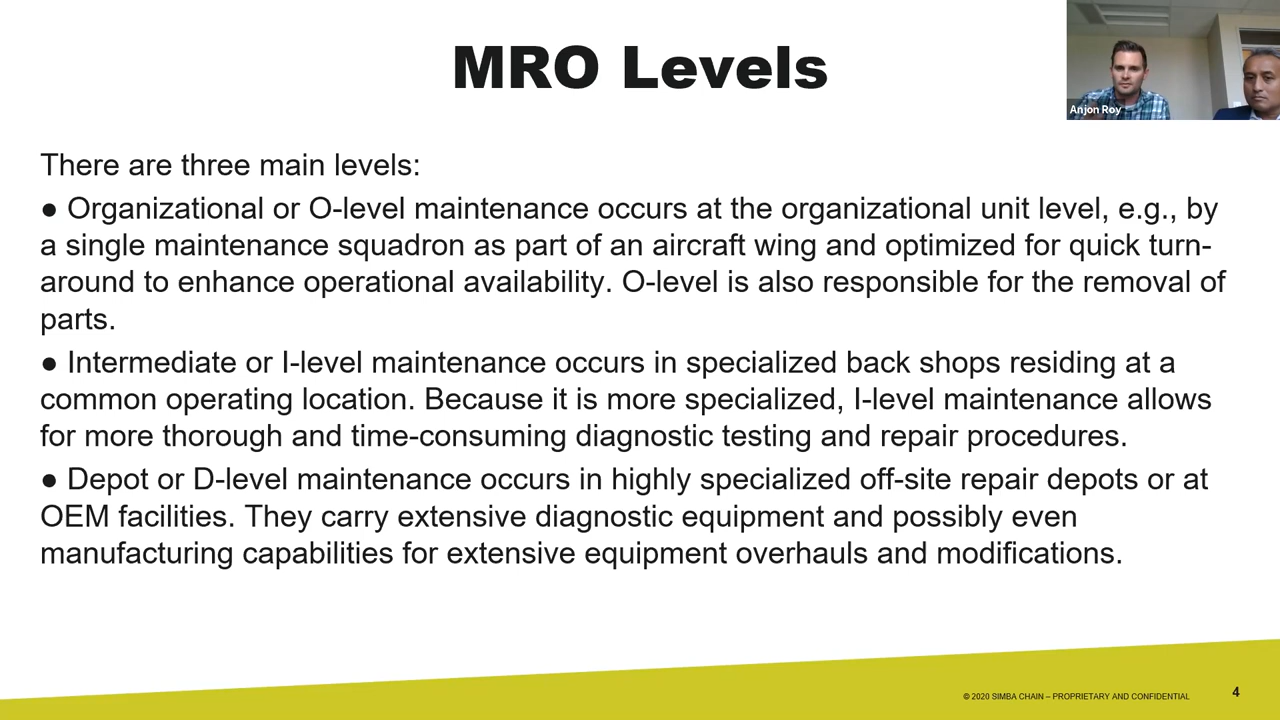 MRO Levels
Anjon Roy
There are three main levels:
● Organizational or O-level maintenance occurs at the organizational unit level, e.g., by
a single maintenance squadron as part of an aircraft wing and optimized for quick turn-
around to enhance operational availability. O-level is also responsible for the removal of
parts.
● Intermediate or I-level maintenance occurs in specialized back shops residing at a
common operating location. Because it is more specialized, I-level maintenance allows
for more thorough and time-consuming diagnostic testing and repair procedures.
● Depot or D-level maintenance occurs in highly specialized off-site repair depots or at
OEM facilities. They carry extensive diagnostic equipment and possibly even
manufacturing capabilities for extensive equipment overhauls and modifications.
© 2020 SIMBA CHAIN – PROPRIETARY AND CONFIDENTIAL
4